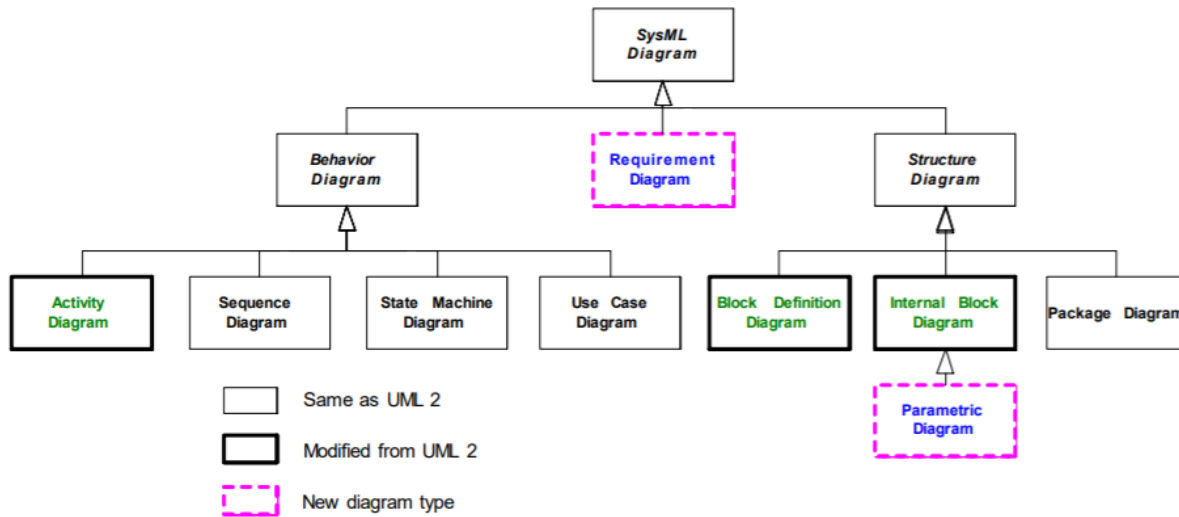 SysML
Diagram
Behavior
Diagram
Requirement
Diagram
Structure
Diagram
Activity
Diagram
Sequence
Diagram
State Machine
Diagram
Use Case
Diagram
Block Definition
Diagram
Internal Block
Diagram
Package Diagram
Parametric
Diagram
Same as UML 2
Modified from UML 2
New diagram type